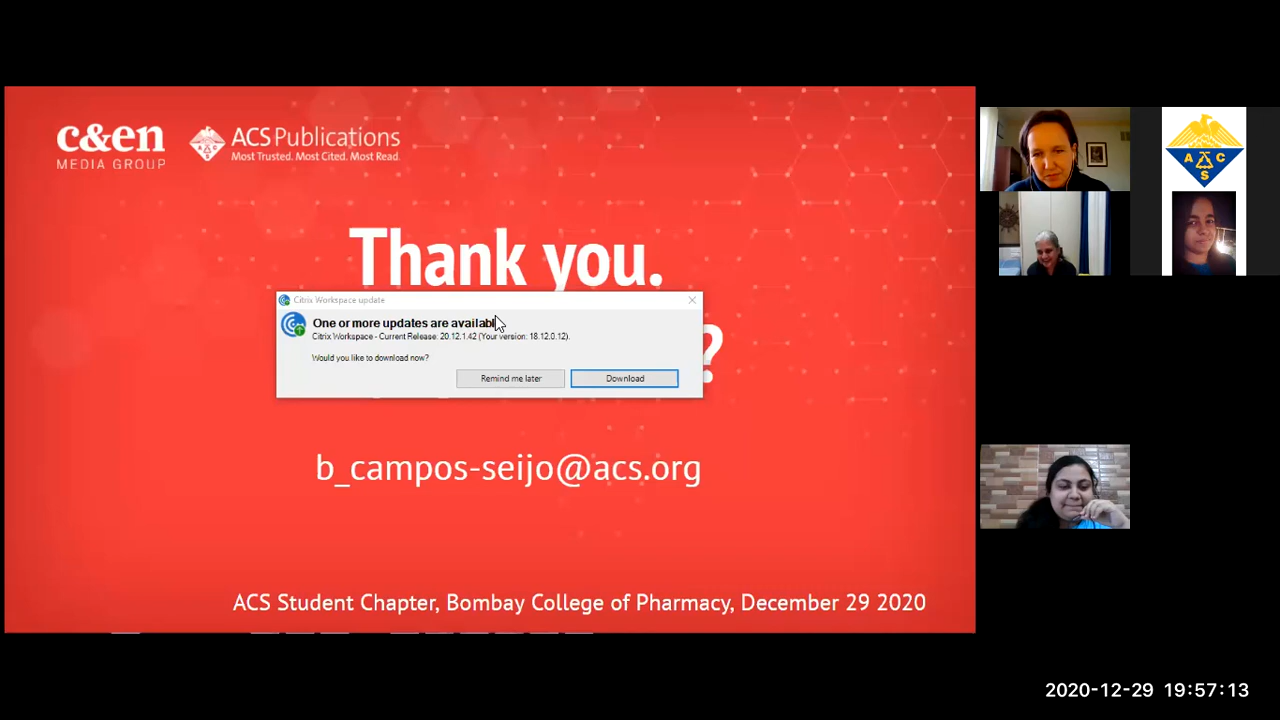 c&en
MEDIA GROUP
ACS Publications
Most Trusted. Most Cited. Most Read.
A C S
Thank you.
Citrix Workspace update
One or more updates are availabl
Citrix Workspace - Current Release: 20.12.1.42 (Your version: 18.12.0.12).
Would you like to download now?
Remind me later
Download
?
b_campos-seijo@acs.org
ACS Student Chapter, Bombay College of Pharmacy, December 29 2020
A C S
2020-12-29 19:57:13